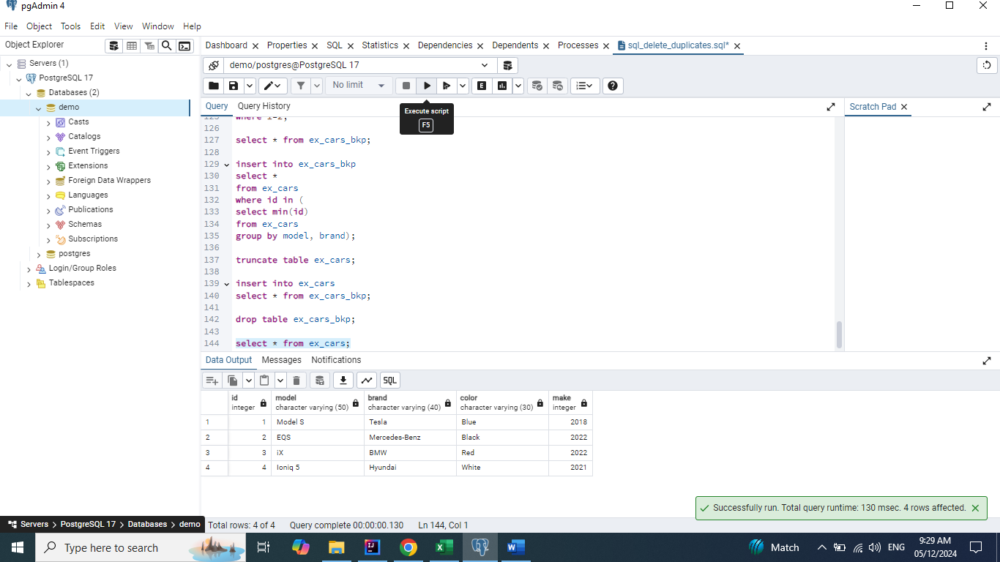 pgAdmin 4
File Object Tools Edit View Window Help
Object Explorer
Servers (1)
PostgreSQL 17
Databases (2)
demo
Casts
Catalogs
Event Triggers
Extensions
Foreign Data Wrappers
Languages
Publications
Schemas
Subscriptions
postgres
Login/Group Roles
Tablespaces
Dashboard Properties SQL Statistics Dependencies Dependents Processes sql_delete_duplicates.sql*
demo/postgres@PostgreSQL 17
No limit
E
Execute script
F5
Query Query History
Scratch Pad
125 where 1=2;
126
127 select * from ex_cars_bkp;
128
129 insert into ex_cars_bkp
130 select *
131 from ex_cars
132 where id in (
133 select min(id)
134 from ex_cars
135 group by model, brand);
136
137 truncate table ex_cars;
138
139 insert into ex_cars
140 select * from ex_cars_bkp;
141
142 drop table ex_cars_bkp;
143
144 select * from ex_cars;
Data Output Messages Notifications
SQL
id model brand color make
integer character varying (50) character varying (40) character varying (30) integer
1 1 Model S Tesla Blue 2018
2 2 EQS Mercedes-Benz Black 2022
3 3 iX BMW Red 2022
4 4 Ioniq 5 Hyundai White 2021
Successfully run. Total query runtime: 130 msec. 4 rows affected.
Servers > PostgreSQL 17 > Databases > demo
Total rows: 4 of 4 Query complete 00:00:00.130 Ln 144, Col 1
Type here to search
Match
ENG
9:29 AM
05/12/2024